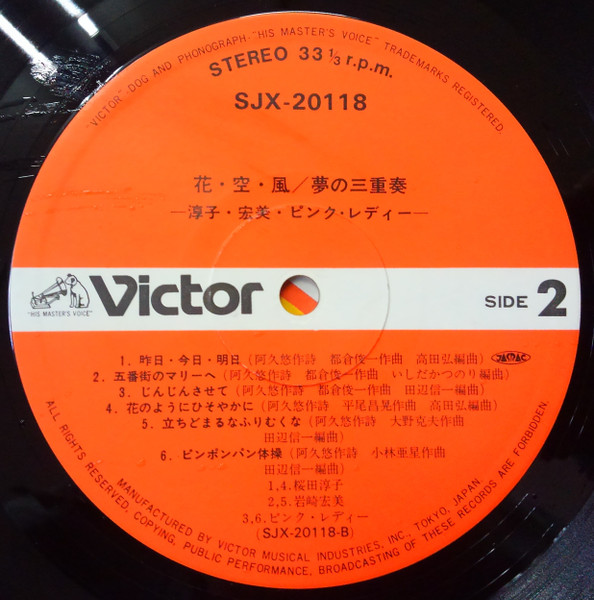 "VICTOR" DOG AND PHONOGRAPH-"HIS MASTER'S VOICE" TRADEMARKS REGISTERED.
STEREO 33 1/3 r.p.m.
SJX-20118
花・空・風/夢の三重奏
—淳子・宏美・ピンク・レディー—
"HIS MASTER'S VOICE"
Victor
SIDE 2
1. 昨日・今日・明日(阿久悠作詩 都倉俊一作曲 高田弘編曲)
JASRAC
2. 五番街のマリーへ(阿久悠作詩 都倉俊一作曲 いしだかつのり編曲)
3. じんじんさせて(阿久悠作詩 都倉俊一作曲 田辺信一編曲)
4. 花のようにひそやかに(阿久悠作詩 平尾昌晃作曲 高田弘編曲)
5. 立ちどまるなふりむくな(阿久悠作詩 大野克夫作曲
田辺信一編曲)
6. ピンポンパン体操(阿久悠作詩 小林亜星作曲
田辺信一編曲)
1,4.桜田淳子
2,5.岩崎宏美
3,6.ピンク・レディー
(SJX-20118-B)
MANUFACTURED BY VICTOR MUSICAL INDUSTRIES, INC., TOKYO, JAPAN.
ALL RIGHTS RESERVED, COPYING, PUBLIC PERFORMANCE, BROADCASTING OF THESE RECORDS ARE FORBIDDEN.